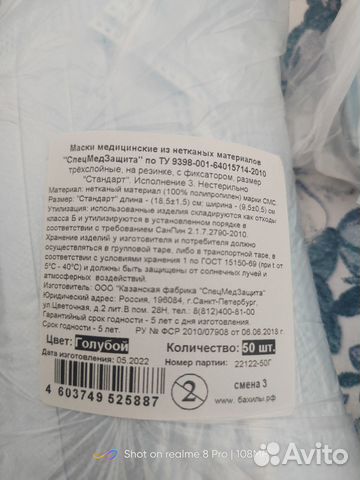 Маски медицинские из нетканых материалов
"СпецМедЗащита" по ТУ 9398-001-64015714-2010
трёхслойные, на резинке, с фиксатором, размер
"Стандарт". Исполнение 3. Нестерильно
Материал: нетканый материал (100% полипропилен) марки СМС.
Размер: "Стандарт" длина - (18,5±1,5) см; ширина - (9,5±0,5) см
Утилизация: использованные изделия складируются как отходы
класса Б и утилизируются в установленном порядке в
соответствии с требованием СанПин 2.1.7.2790-2010.
Хранение изделий у изготовителя и потребителя должно
осуществляться в групповой таре, либо в транспортной таре, в
соответствии с условиями хранения 1 по ГОСТ 15150-69 (при t от
5°С - 40°С) и должны быть защищены от солнечных лучей и
атмосферных воздействий.
Изготовитель: ООО "Казанская фабрика "СпецМедЗащита"
Юридический адрес: Россия, 196084, г.Санкт-Петербург,
ул.Цветочная, д.2 лит.В пом. 28Н, тел.: 8(812)400-81-00
Гарантийный срок годности - 5 лет с дня изготовления
Срок годности - 5 лет. РУ № ФСР 2010/07908 от 06.06.2018 г.
Цвет: Голубой Количество: 50 шт.
Дата изготовления: 05.2022 Номер партии: 22122-50Г
2 смена 3
4 603749 525887 www.бахилы.рф
Shot on realme 8 Pro | 108MP
Avito